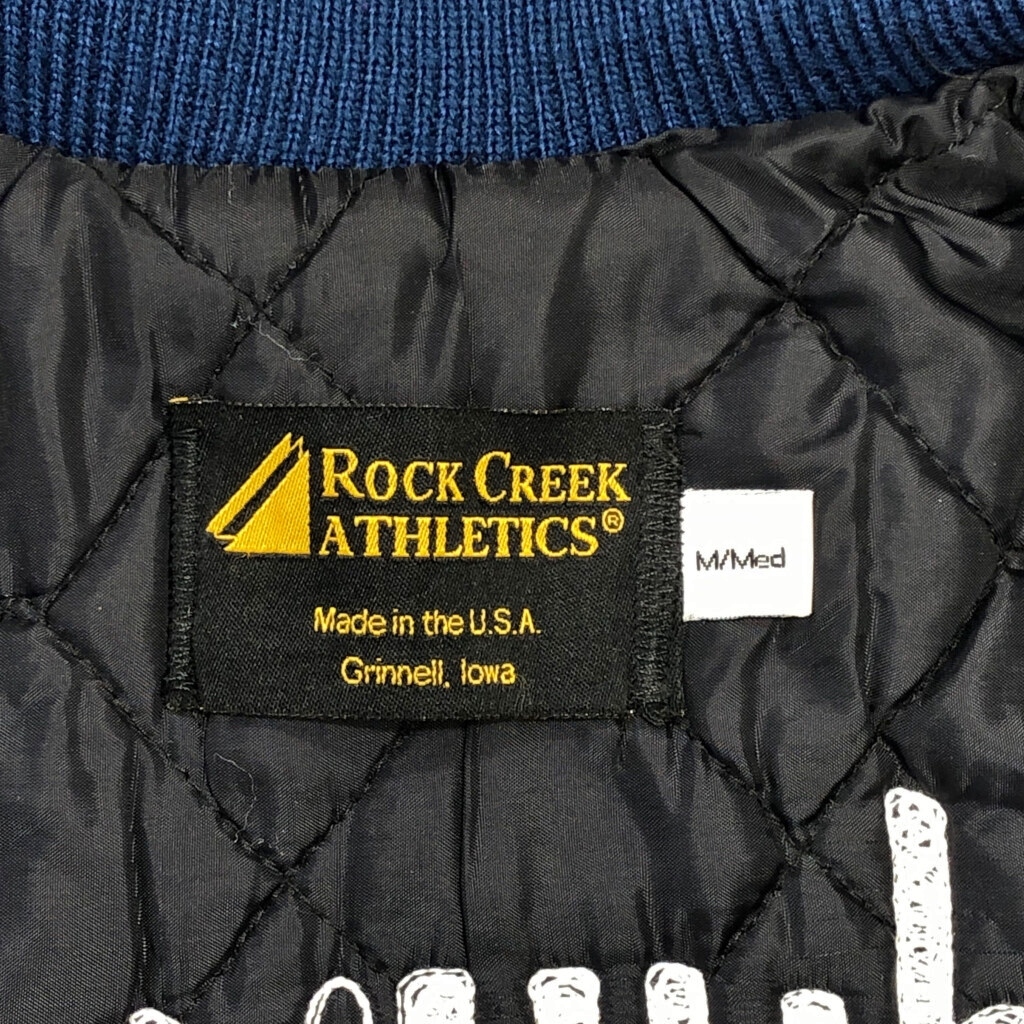 ROCK CREEK
ATHLETICS®
M/Med
Made in the U.S.A.
Grinnell, Iowa